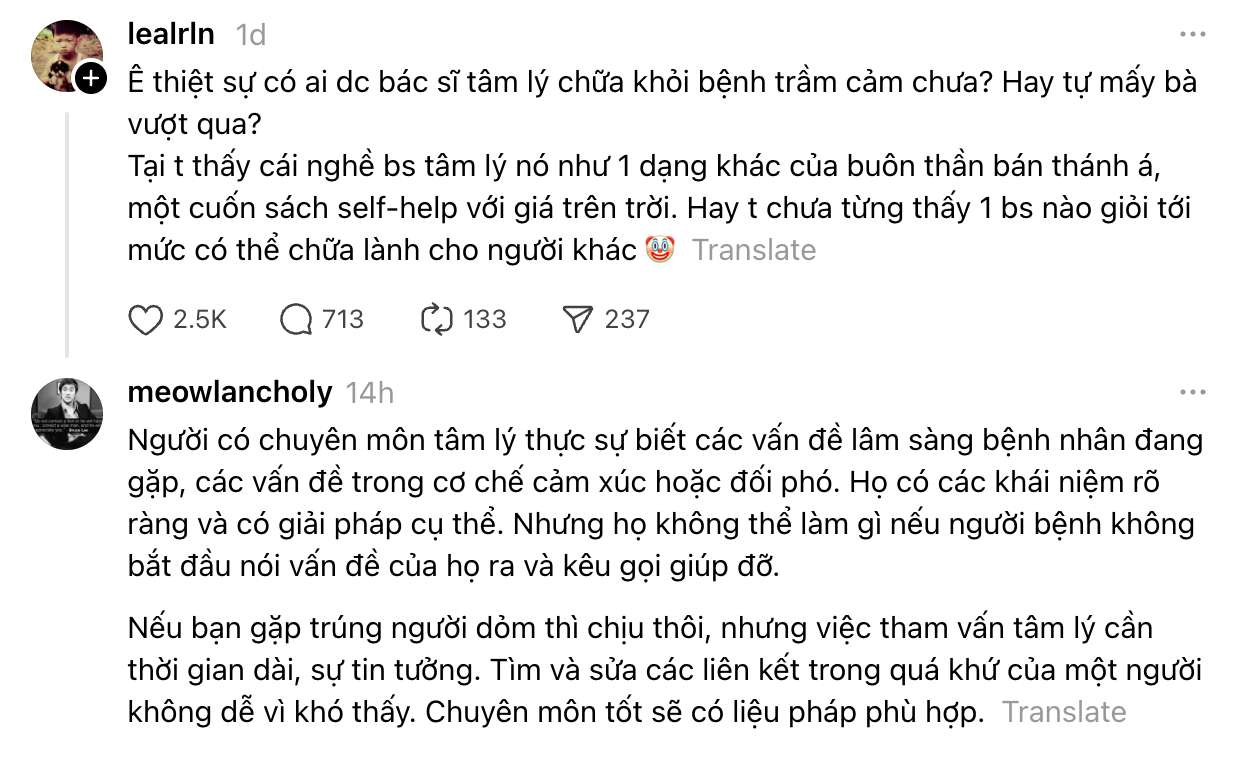 lealrln 1d
Ê thiệt sự có ai dc bác sĩ tâm lý chữa khỏi bệnh trầm cảm chưa? Hay tự mấy bà
vượt qua?
Tại t thấy cái nghề bs tâm lý nó như 1 dạng khác của buôn thần bán thánh á,
một cuốn sách self-help với giá trên trời. Hay t chưa từng thấy 1 bs nào giỏi tới
mức có thể chữa lành cho người khác 🤡 Translate
2.5K 713 133 237
meowlancholy 14h
Người có chuyên môn tâm lý thực sự biết các vấn đề lâm sàng bệnh nhân đang
gặp, các vấn đề trong cơ chế cảm xúc hoặc đối phó. Họ có các khái niệm rõ
ràng và có giải pháp cụ thể. Nhưng họ không thể làm gì nếu người bệnh không
bắt đầu nói vấn đề của họ ra và kêu gọi giúp đỡ.
Nếu bạn gặp trúng người dỏm thì chịu thôi, nhưng việc tham vấn tâm lý cần
thời gian dài, sự tin tưởng. Tìm và sửa các liên kết trong quá khứ của một người
không dễ vì khó thấy. Chuyên môn tốt sẽ có liệu pháp phù hợp. Translate